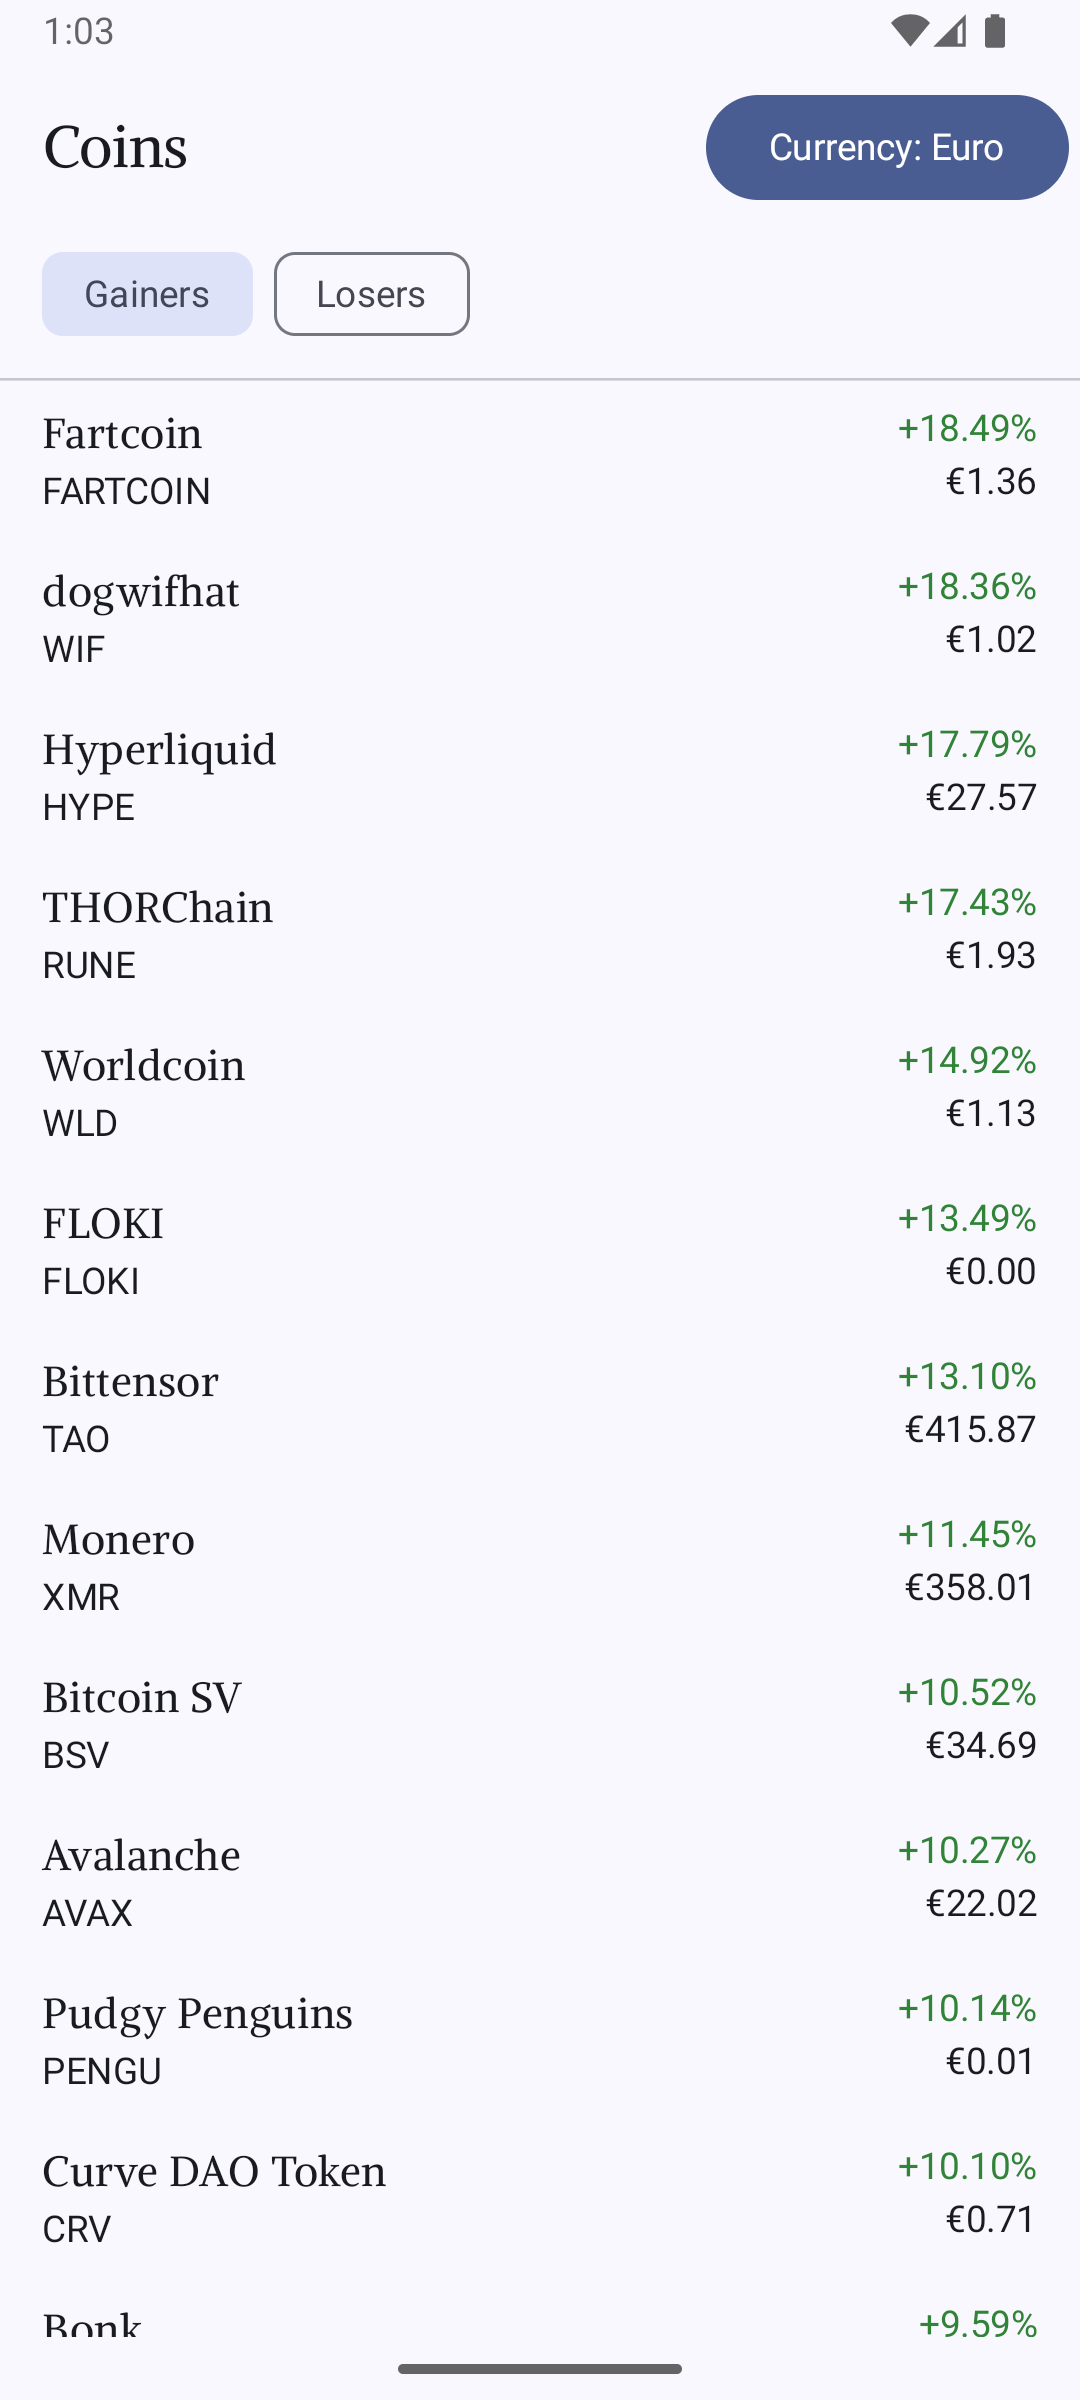 1:03
Coins
Currency: Euro
Gainers
Losers
Fartcoin
+18.49%
FARTCOIN
€1.36
dogwifhat
+18.36%
WIF
€1.02
Hyperliquid
+17.79%
HYPE
€27.57
THORChain
+17.43%
RUNE
€1.93
Worldcoin
+14.92%
WLD
€1.13
FLOKI
+13.49%
FLOKI
€0.00
Bittensor
+13.10%
TAO
€415.87
Monero
+11.45%
XMR
€358.01
Bitcoin SV
+10.52%
BSV
€34.69
Avalanche
+10.27%
AVAX
€22.02
Pudgy Penguins
+10.14%
PENGU
€0.01
Curve DAO Token
+10.10%
CRV
€0.71
Bonk
+9.59%